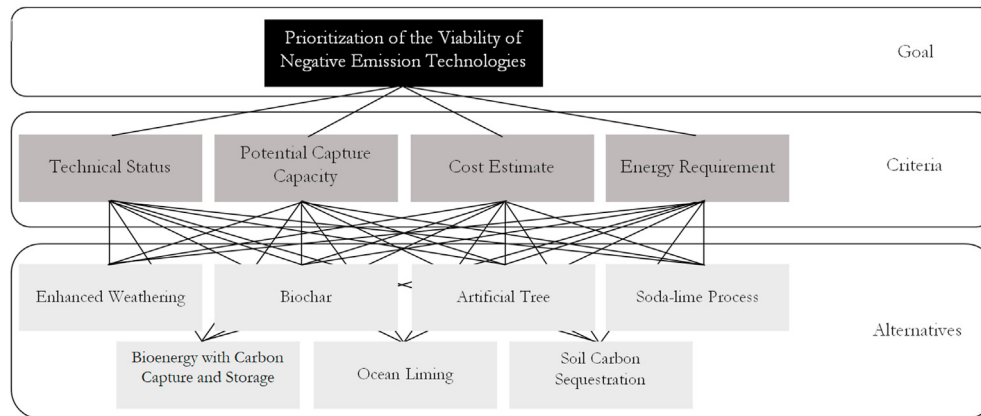 Prioritization of the Viability of
Negative Emission Technologies
Goal
Technical Status
Potential Capture
Capacity
Cost Estimate
Energy Requirement
Criteria
Enhanced Weathering
Biochar
Artificial Tree
Soda-lime Process
Alternatives
Bioenergy with Carbon
Capture and Storage
Ocean Liming
Soil Carbon
Sequestration